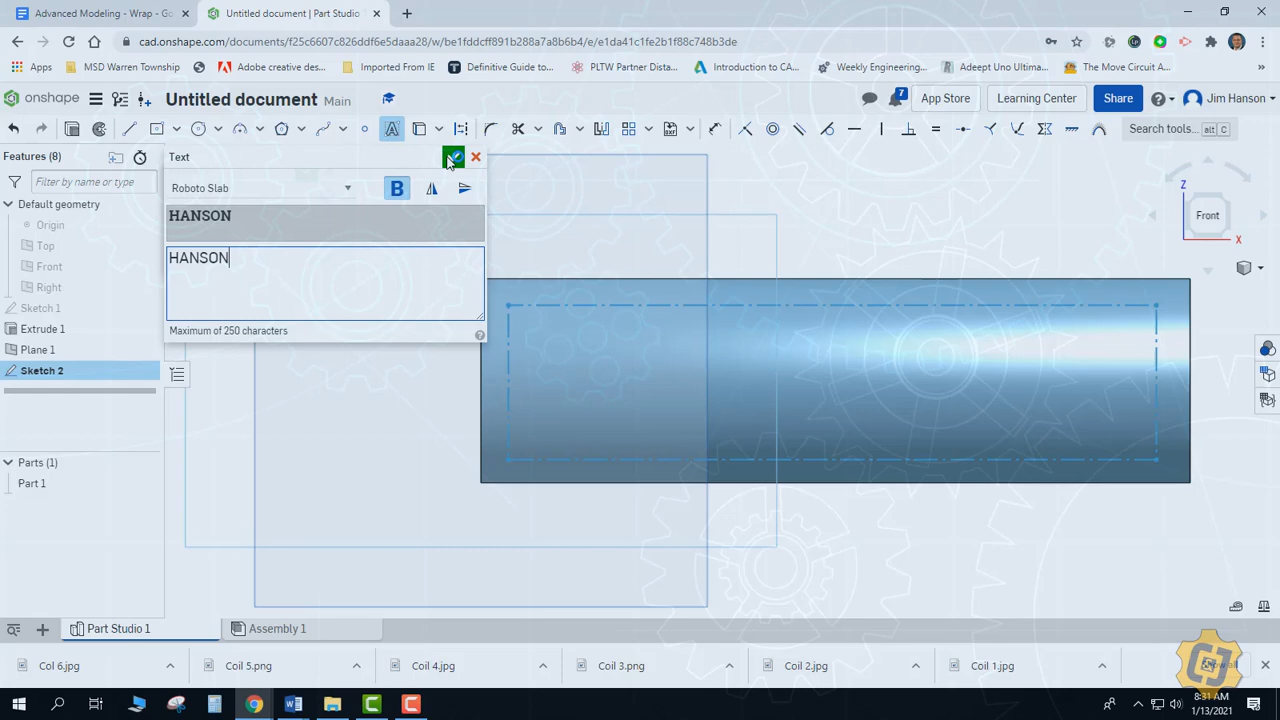 Advanced Modeling - Wrap - Go
Untitled document | Part Studio
cad.onshape.com/documents/f25c6607c826ddf6e5daaa28/w/be1fddcff891b288a7a8b6b4/e/e1da41c1fe2b1f88c748b3de
Apps
MSD Warren Township
Adobe creative des...
Imported From IE
Definitive Guide to...
PLTW Partner Dista...
Introduction to CA...
Weekly Engineering...
Adeept Uno Ultima...
The Move Circuit A...
onshape
Untitled document Main
7
App Store
Learning Center
Share
Jim Hanson
Search tools... alt C
Features (8)
Filter by name or type
Default geometry
Origin
Top
Front
Right
Sketch 1
Extrude 1
Plane 1
Sketch 2
Parts (1)
Part 1
Text
Roboto Slab
B
HANSON
HANSON
Maximum of 250 characters
Z
Front
X
Part Studio 1
Assembly 1
Coil 6.jpg
Coil 5.png
Coil 4.jpg
Coil 3.png
Coil 2.jpg
Coil 1.jpg
Show all
8:31 AM
1/13/2021